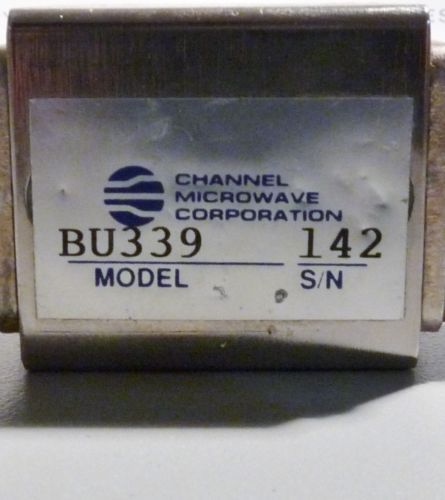 CHANNEL
MICROWAVE
CORPORATION
BU339 142
MODEL S/N